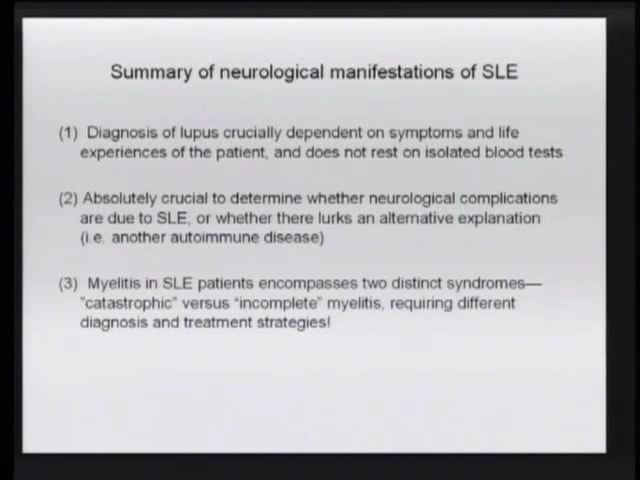 Summary of neurological manifestations of SLE
(1) Diagnosis of lupus crucially dependent on symptoms and life
experiences of the patient, and does not rest on isolated blood tests
(2) Absolutely crucial to determine whether neurological complications
are due to SLE, or whether there lurks an alternative explanation
(i.e. another autoimmune disease)
(3) Myelitis in SLE patients encompasses two distinct syndromes—
"catastrophic" versus "incomplete" myelitis, requiring different
diagnosis and treatment strategies!